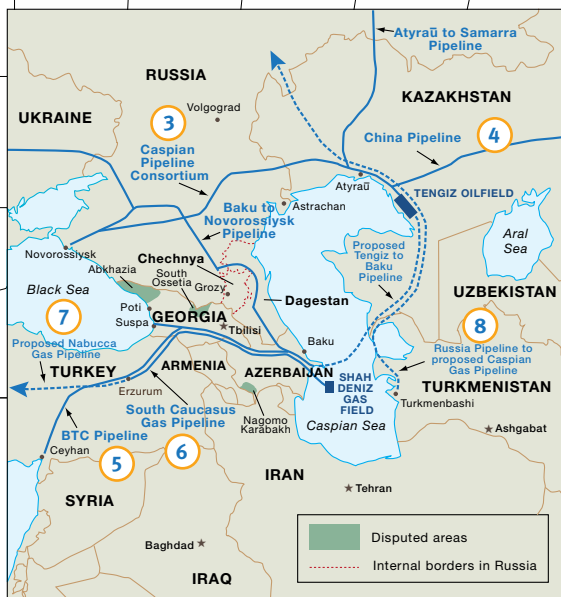 Atyraū to Samarra
Pipeline
RUSSIA
KAZAKHSTAN
Volgograd
UKRAINE
3
4
Caspian
Pipeline
Consortium
China Pipeline
Atyraū
TENGIZ OILFIELD
Astrachan
Baku to
Novorossiysk
Pipeline
Aral
Sea
Novorossiysk
Chechnya
Proposed
Tengiz to
Baku
Pipeline
Abkhazia
South
Ossetia
Grozy
Black Sea
Dagestan
UZBEKISTAN
Poti
Suspa
GEORGIA
Tbilisi
7
8
Proposed Nabucca
Gas Pipeline
Baku
Russia Pipeline to
proposed Caspian
Gas Pipeline
TURKEY
ARMENIA
AZERBAIJAN
SHAH
DENIZ
GAS
FIELD
TURKMENISTAN
Erzurum
Turkmenbashi
South Caucasus
Gas Pipeline
Nagorno
Karabakh
Caspian Sea
BTC Pipeline
Ashgabat
Ceyhan
5
6
IRAN
SYRIA
Tehran
Baghdad
IRAQ
Disputed areas
Internal borders in Russia